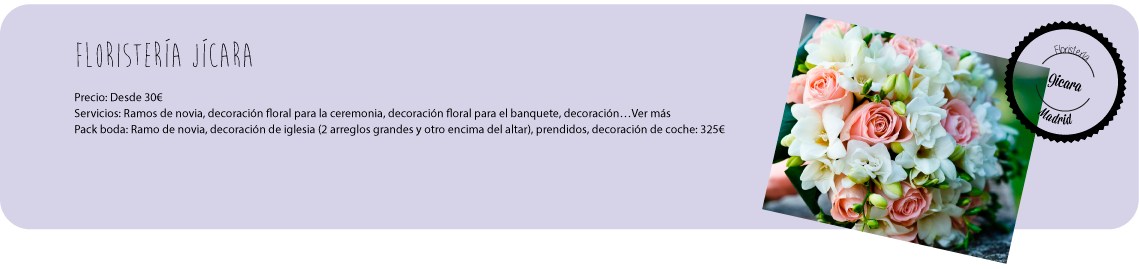 FLORISTERÍA JÍCARA
Precio: Desde 30€
Servicios: Ramos de novia, decoración floral para la ceremonia, decoración floral para el banquete, decoración…Ver más
Pack boda: Ramo de novia, decoración de iglesia (2 arreglos grandes y otro encima del altar), prendidos, decoración de coche: 325€
Floristería
Jícara
Madrid